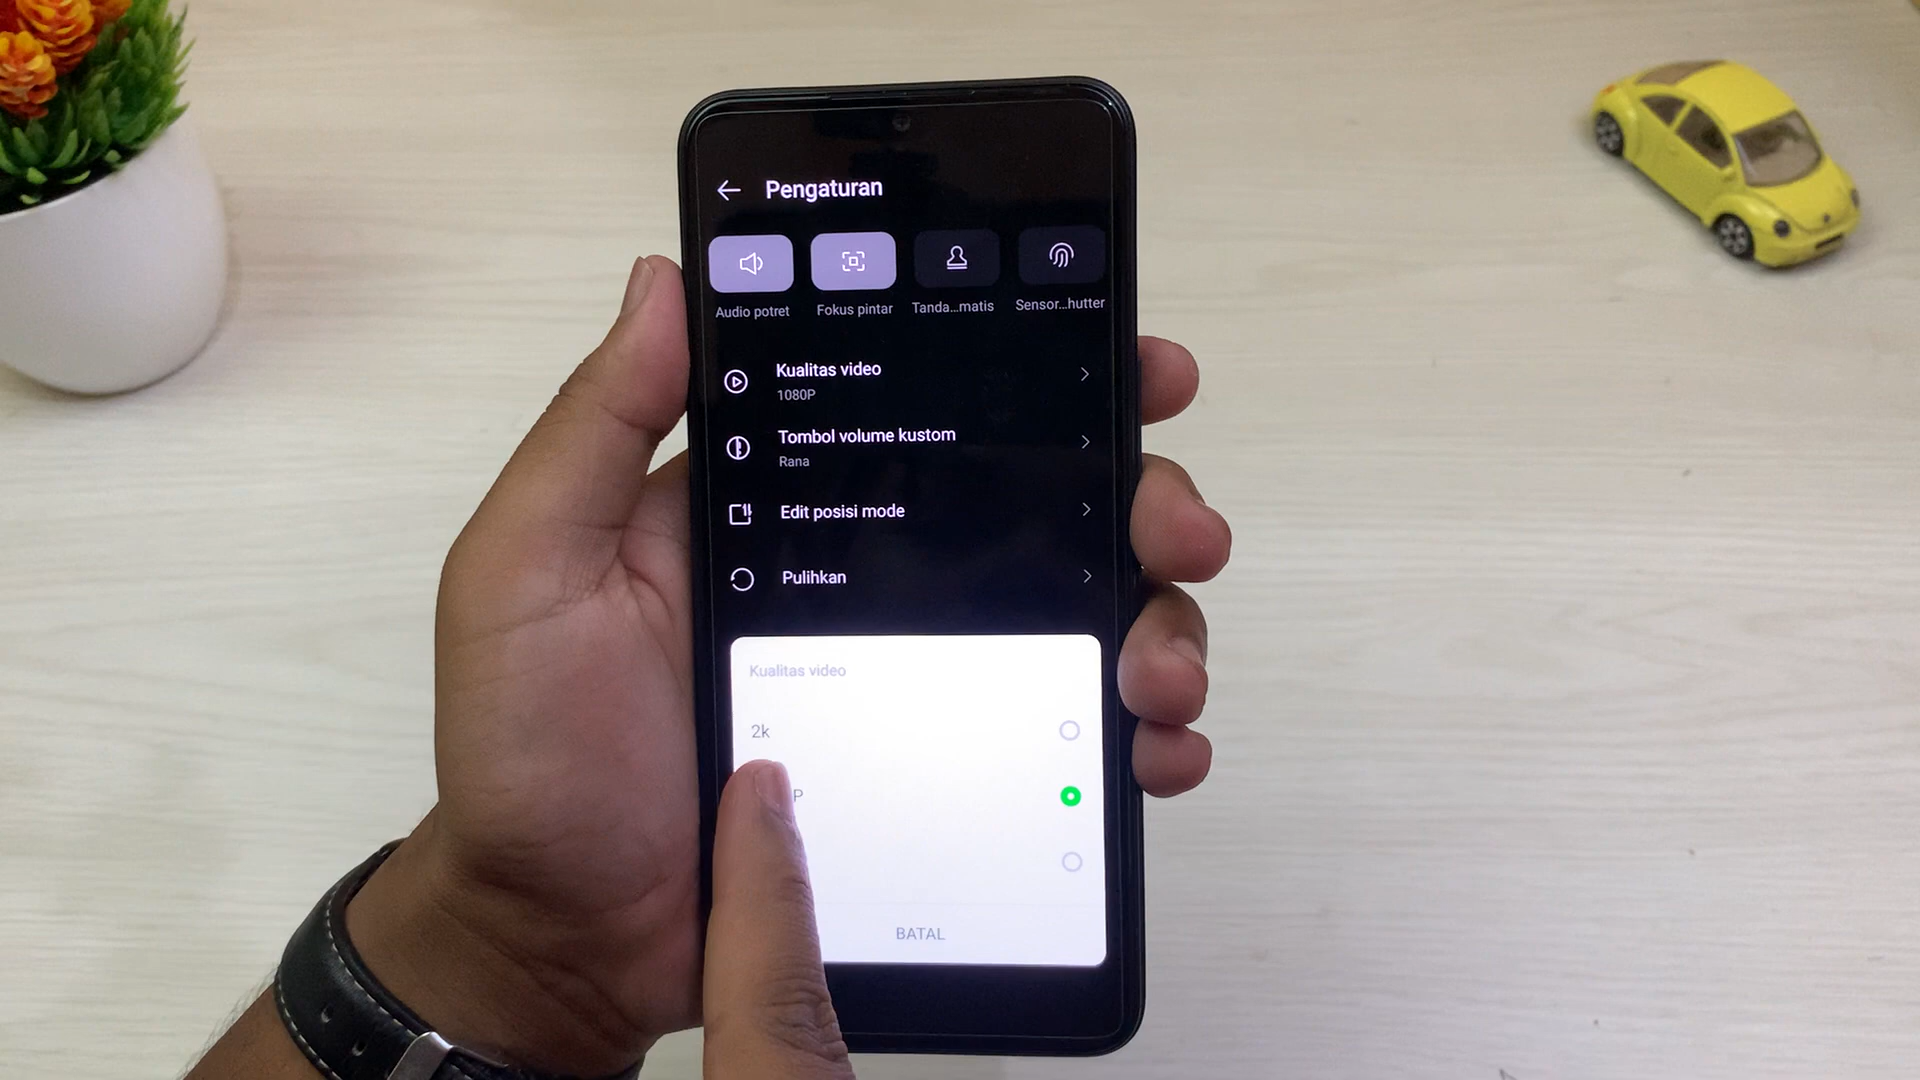 Pengaturan
Audio potret
Fokus pintar
Tanda...matis
Sensor...hutter
Kualitas video
1080P
Tombol volume kustom
Rana
Edit posisi mode
Pulihkan
Kualitas video
2k
P
BATAL